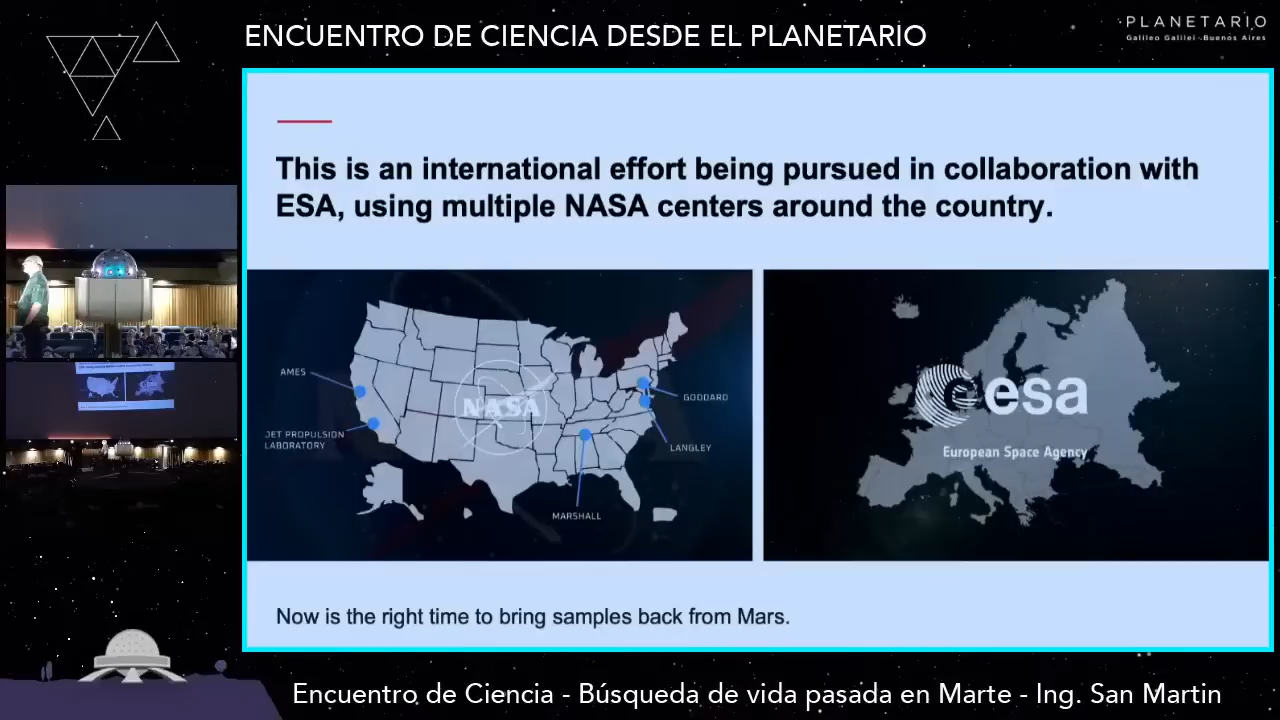 ENCUENTRO DE CIENCIA DESDE EL PLANETARIO
PLANETARIO
Galileo Galilei - Buenos Aires
This is an international effort being pursued in collaboration with
ESA, using multiple NASA centers around the country.
AMES
JET PROPULSION
LABORATORY
NASA
GODDARD
LANGLEY
MARSHALL
esa
European Space Agency
Now is the right time to bring samples back from Mars.
Encuentro de Ciencia - Búsqueda de vida pasada en Marte - Ing. San Martin